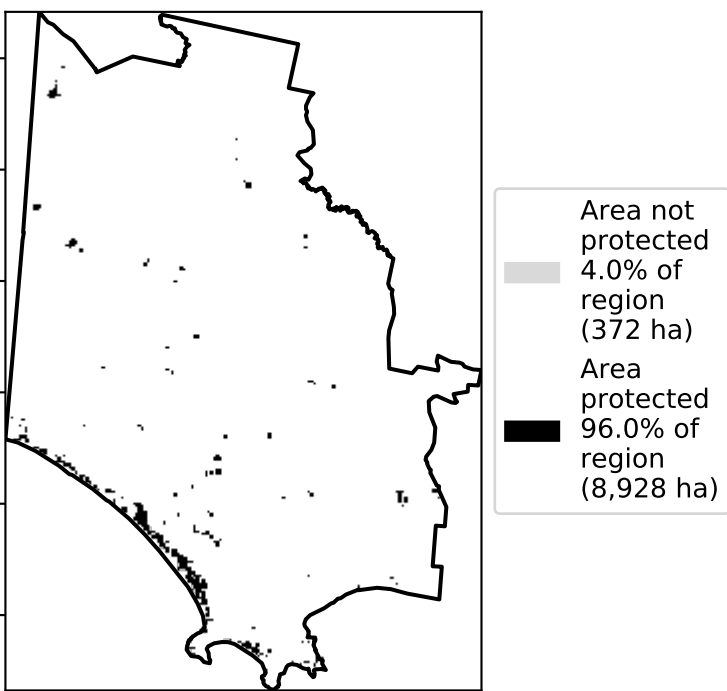 Area not
protected
4.0% of
region
(372 ha)
Area
protected
96.0% of
region
(8,928 ha)